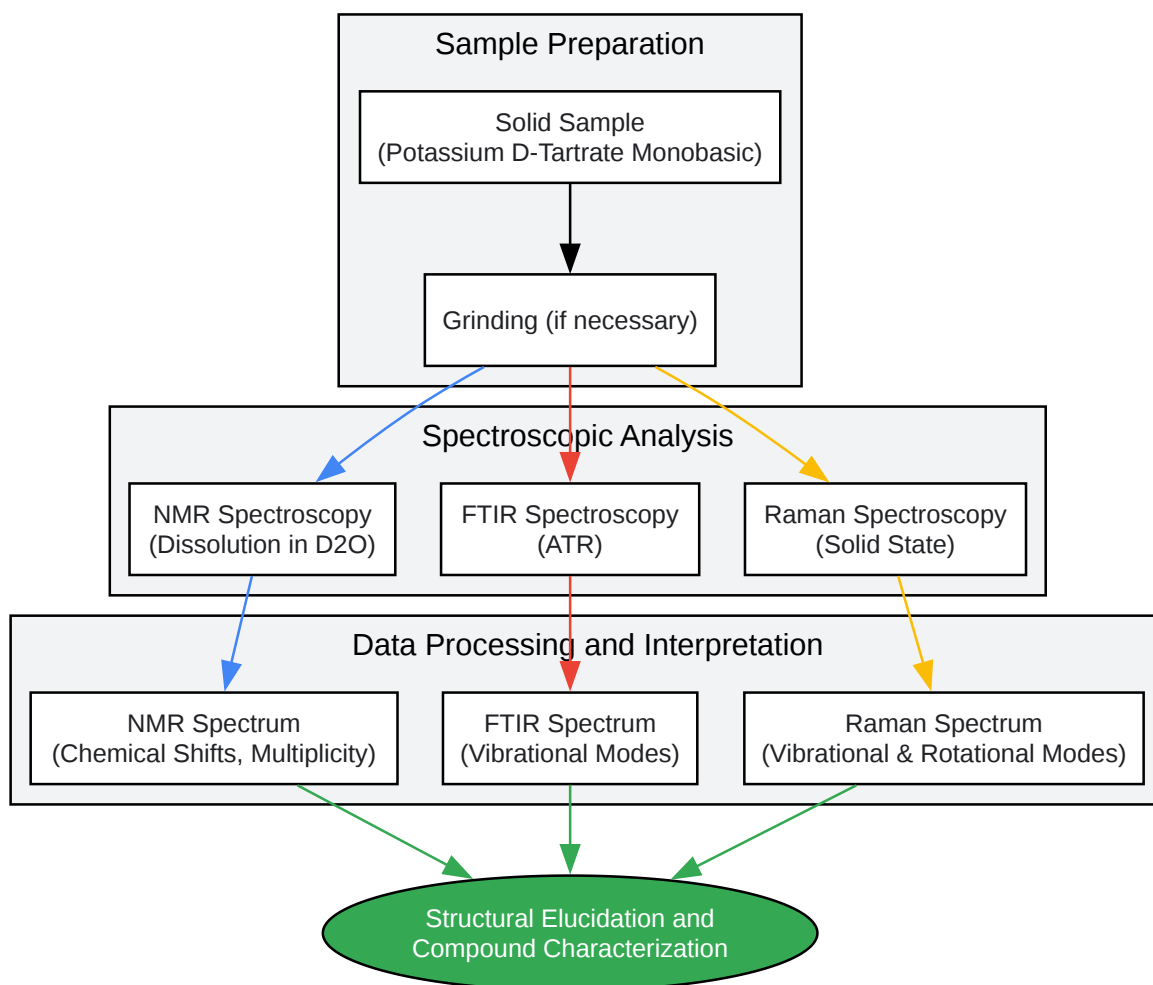 Sample Preparation
Solid Sample
(Potassium D-Tartrate Monobasic)
Grinding (if necessary)
Spectroscopic Analysis
NMR Spectroscopy
(Dissolution in D2O)
FTIR Spectroscopy
(ATR)
Raman Spectroscopy
(Solid State)
Data Processing and Interpretation
NMR Spectrum
(Chemical Shifts, Multiplicity)
FTIR Spectrum
(Vibrational Modes)
Raman Spectrum
(Vibrational & Rotational Modes)
Structural Elucidation and
Compound Characterization